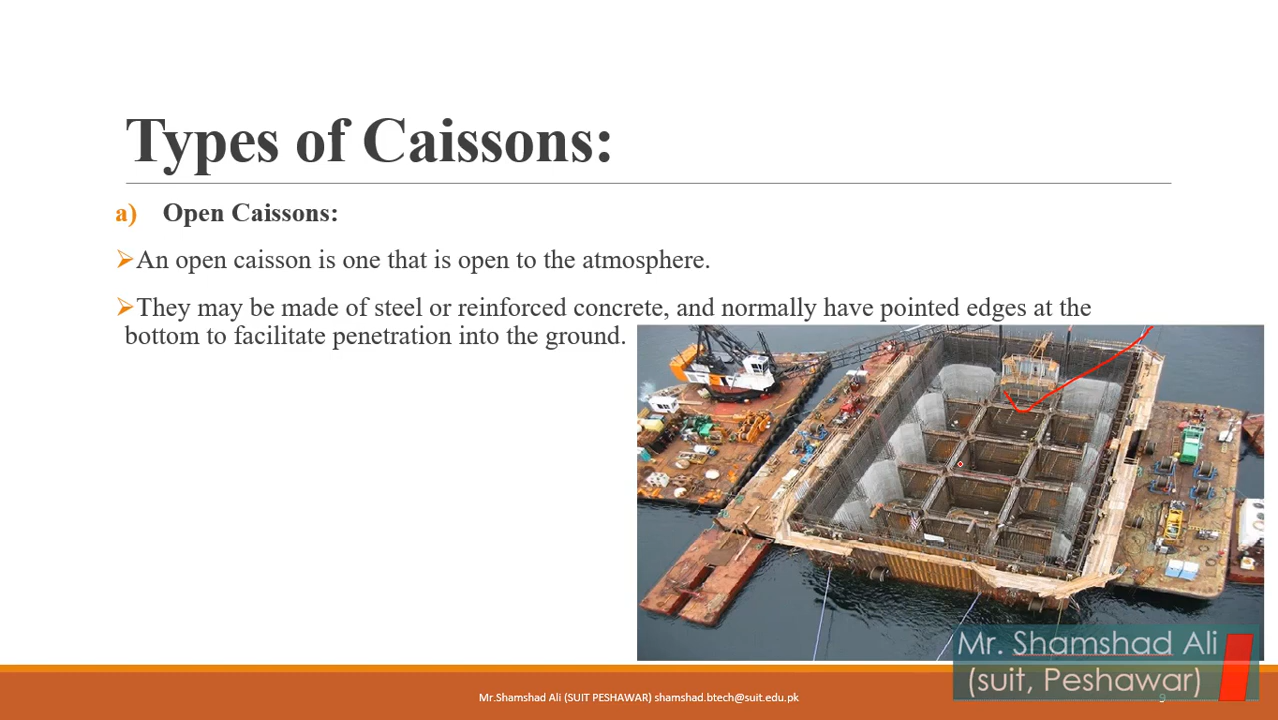 Types of Caissons:
a) Open Caissons:
An open caisson is one that is open to the atmosphere.
They may be made of steel or reinforced concrete, and normally have pointed edges at the
bottom to facilitate penetration into the ground.
Mr. Shamshad Ali
(suit, Peshawar)
Mr.Shamshad Ali (SUIT PESHAWAR) shamshad.btech@suit.edu.pk
9